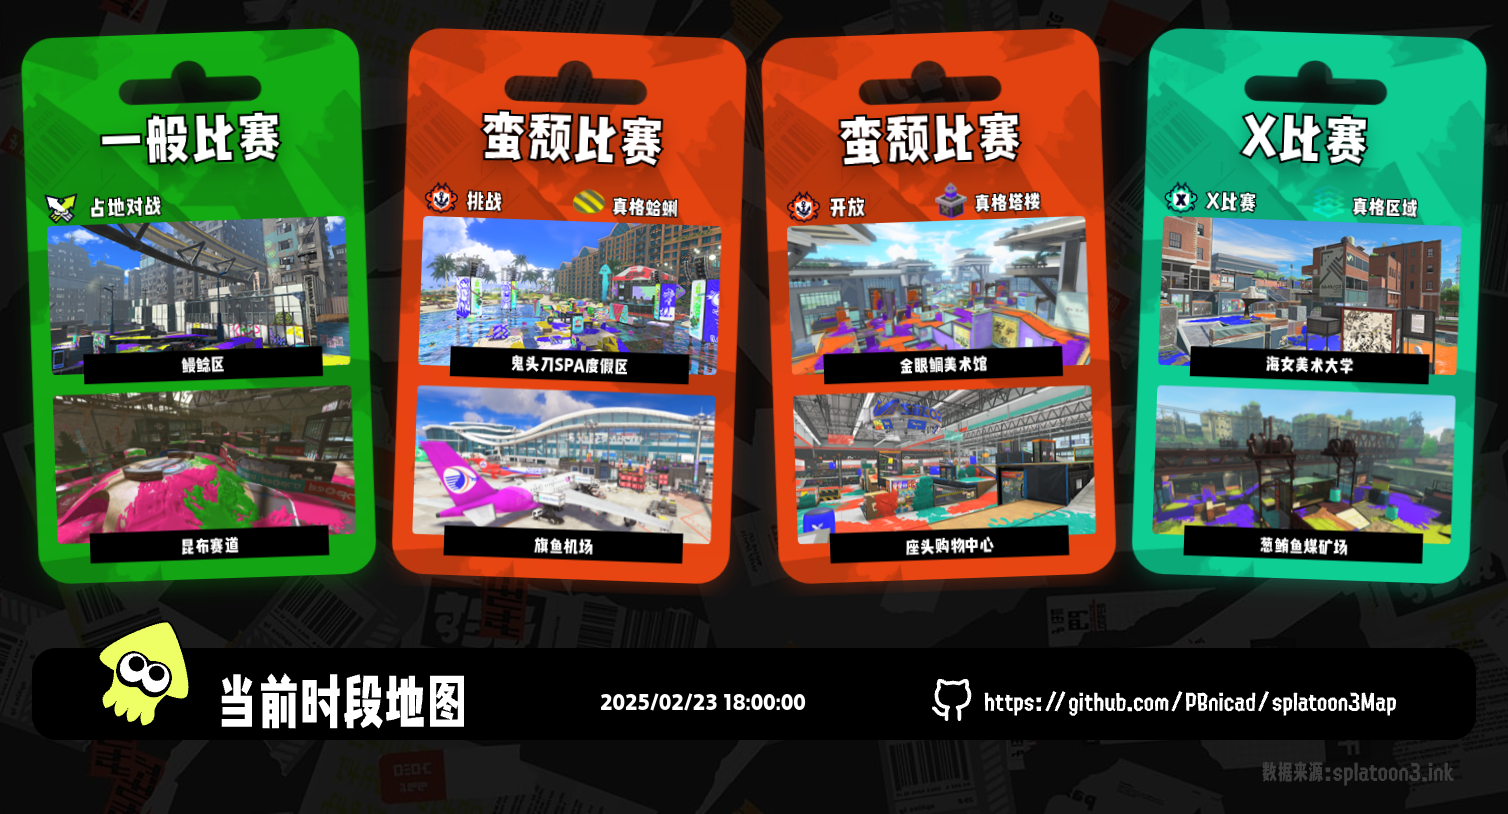 一般比赛
占地对战
鳗鲶区
昆布赛道
蛮颓比赛
挑战
真格蛤蜊
鬼头刀SPA度假区
旗鱼机场
蛮颓比赛
开放
真格塔楼
金眼鲷美术馆
座头购物中心
X比赛
X比赛
真格区域
海女美术大学
葱鲔鱼煤矿场
当前时段地图
2025/02/23 18:00:00
https://github.com/PBnicad/splatoon3Map
数据来源:splatoon3.ink